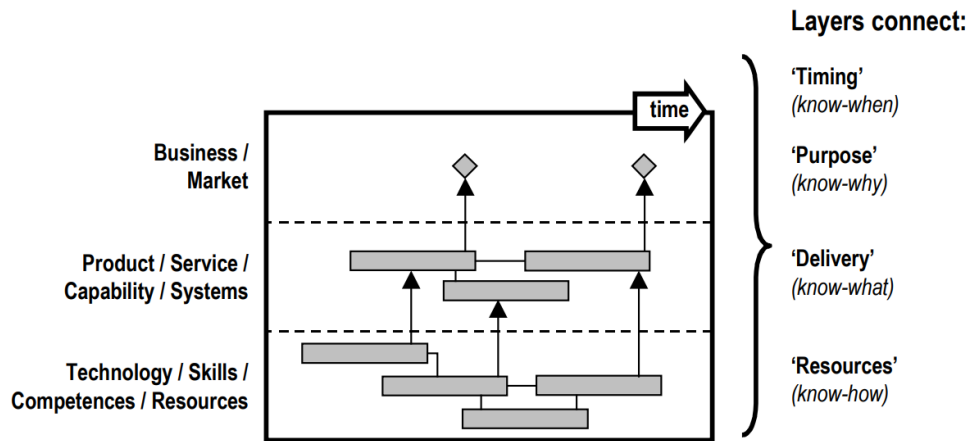 Layers connect:
‘Timing’
(know-when)
time
Business /
Market
‘Purpose’
(know-why)
Product / Service /
Capability / Systems
‘Delivery’
(know-what)
Technology / Skills /
Competences / Resources
‘Resources’
(know-how)